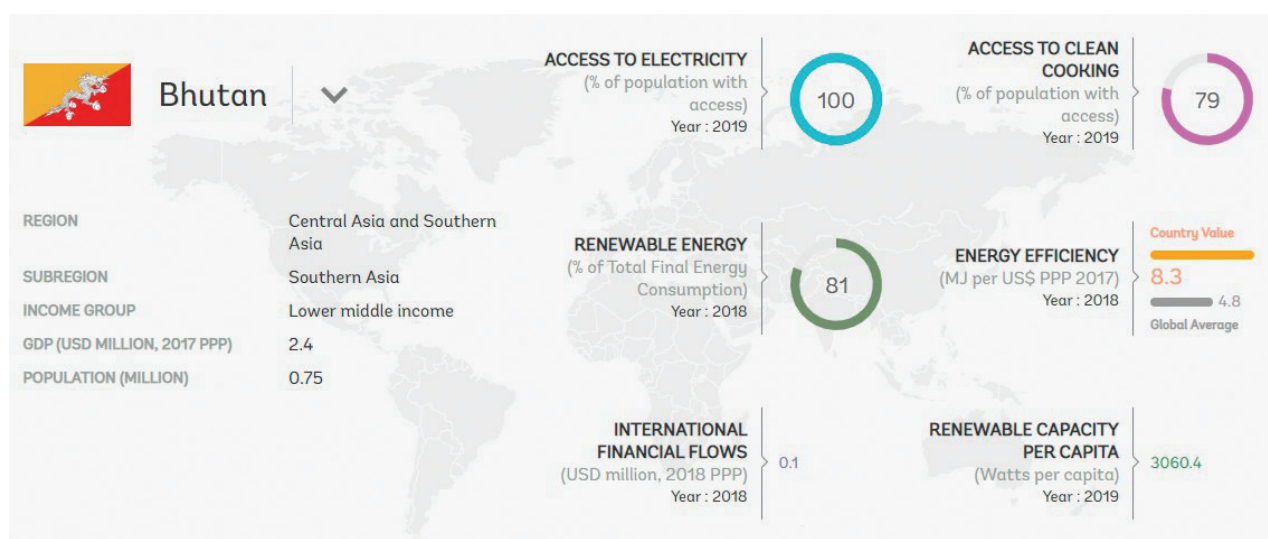 Bhutan
REGION
Central Asia and Southern
Asia
SUBREGION
Southern Asia
INCOME GROUP
Lower middle income
GDP (USD MILLION, 2017 PPP)
2.4
POPULATION (MILLION)
0.75
ACCESS TO ELECTRICITY
(% of population with
access)
Year : 2019
100
ACCESS TO CLEAN
COOKING
(% of population with
access)
Year : 2019
79
RENEWABLE ENERGY
(% of Total Final Energy
Consumption)
Year : 2018
81
ENERGY EFFICIENCY
(MJ per US$ PPP 2017)
Year : 2018
Country Value
8.3
4.8
Global Average
INTERNATIONAL
FINANCIAL FLOWS
(USD million, 2018 PPP)
Year : 2018
0.1
RENEWABLE CAPACITY
PER CAPITA
(Watts per capita)
Year : 2019
3060.4